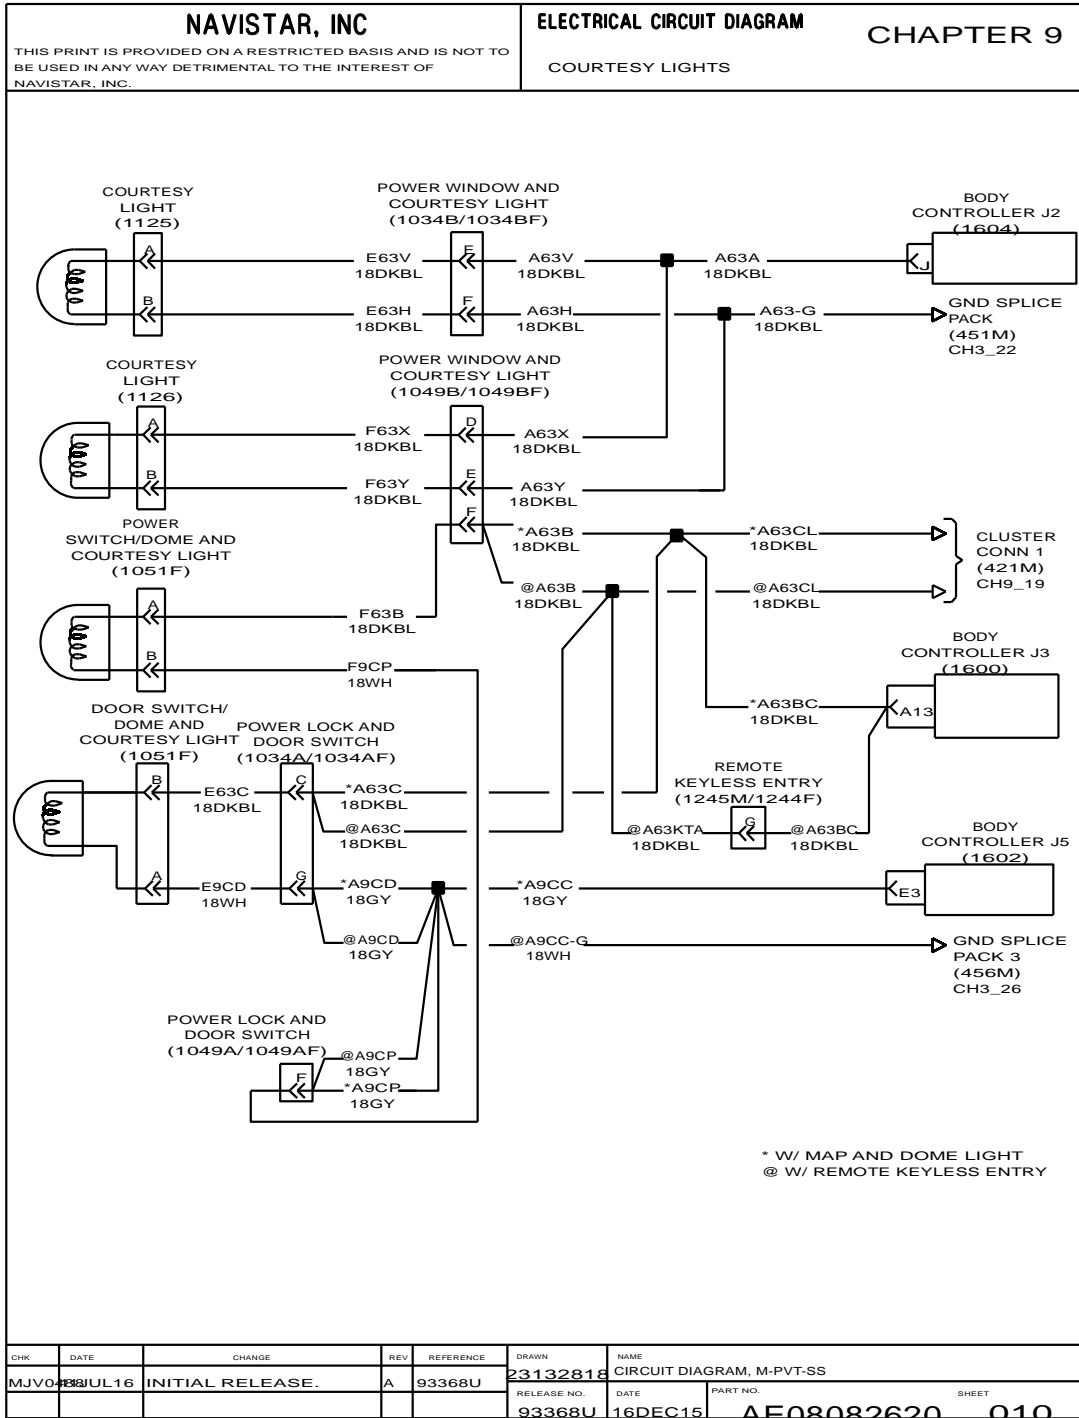 NAVISTAR, INC
THIS PRINT IS PROVIDED ON A RESTRICTED BASIS AND IS NOT TO
BE USED IN ANY WAY DETRIMENTAL TO THE INTEREST OF
NAVISTAR, INC.
ELECTRICAL CIRCUIT DIAGRAM
CHAPTER 9
COURTESY LIGHTS
COURTESY
LIGHT
(1125)
A
B
POWER WINDOW AND
COURTESY LIGHT
(1034B/1034BF)
E
F
E63V
18DKBL
A63V
18DKBL
A63A
18DKBL
E63H
18DKBL
A63H
18DKBL
A63-G
18DKBL
BODY
CONTROLLER J2
(1604)
J
GND SPLICE
PACK
(451M)
CH3_22
COURTESY
LIGHT
(1126)
A
B
POWER WINDOW AND
COURTESY LIGHT
(1049B/1049BF)
D
E
F
F63X
18DKBL
A63X
18DKBL
F63Y
18DKBL
A63Y
18DKBL
*A63B
18DKBL
*A63CL
18DKBL
@A63B
18DKBL
@A63CL
18DKBL
CLUSTER
CONN 1
(421M)
CH9_19
POWER
SWITCH/DOME AND
COURTESY LIGHT
(1051F)
A
B
F63B
18DKBL
F9CP
18WH
BODY
CONTROLLER J3
(1600)
A13
*A63BC
18DKBL
DOOR SWITCH/
DOME AND
COURTESY LIGHT
(1051F)
B
A
POWER LOCK AND
DOOR SWITCH
(1034A/1034AF)
C
G
E63C
18DKBL
*A63C
18DKBL
@A63C
18DKBL
REMOTE
KEYLESS ENTRY
(1245M/1244F)
G
@A63KTA
18DKBL
@A63BC
18DKBL
BODY
CONTROLLER J5
(1602)
E3
E9CD
18WH
*A9CD
18GY
*A9CC
18GY
@A9CD
18GY
@A9CC-G
18WH
GND SPLICE
PACK 3
(456M)
CH3_26
POWER LOCK AND
DOOR SWITCH
(1049A/1049AF)
F
@A9CP
18GY
*A9CP
18GY
* W/ MAP AND DOME LIGHT
@ W/ REMOTE KEYLESS ENTRY
CHK DATE CHANGE REV REFERENCE DRAWN NAME
INITIAL RELEASE. A 93368U 23132818 CIRCUIT DIAGRAM, M-PVT-SS
RELEASE NO. DATE PART NO. SHEET
93368U 16DEC15 AE08082620 010